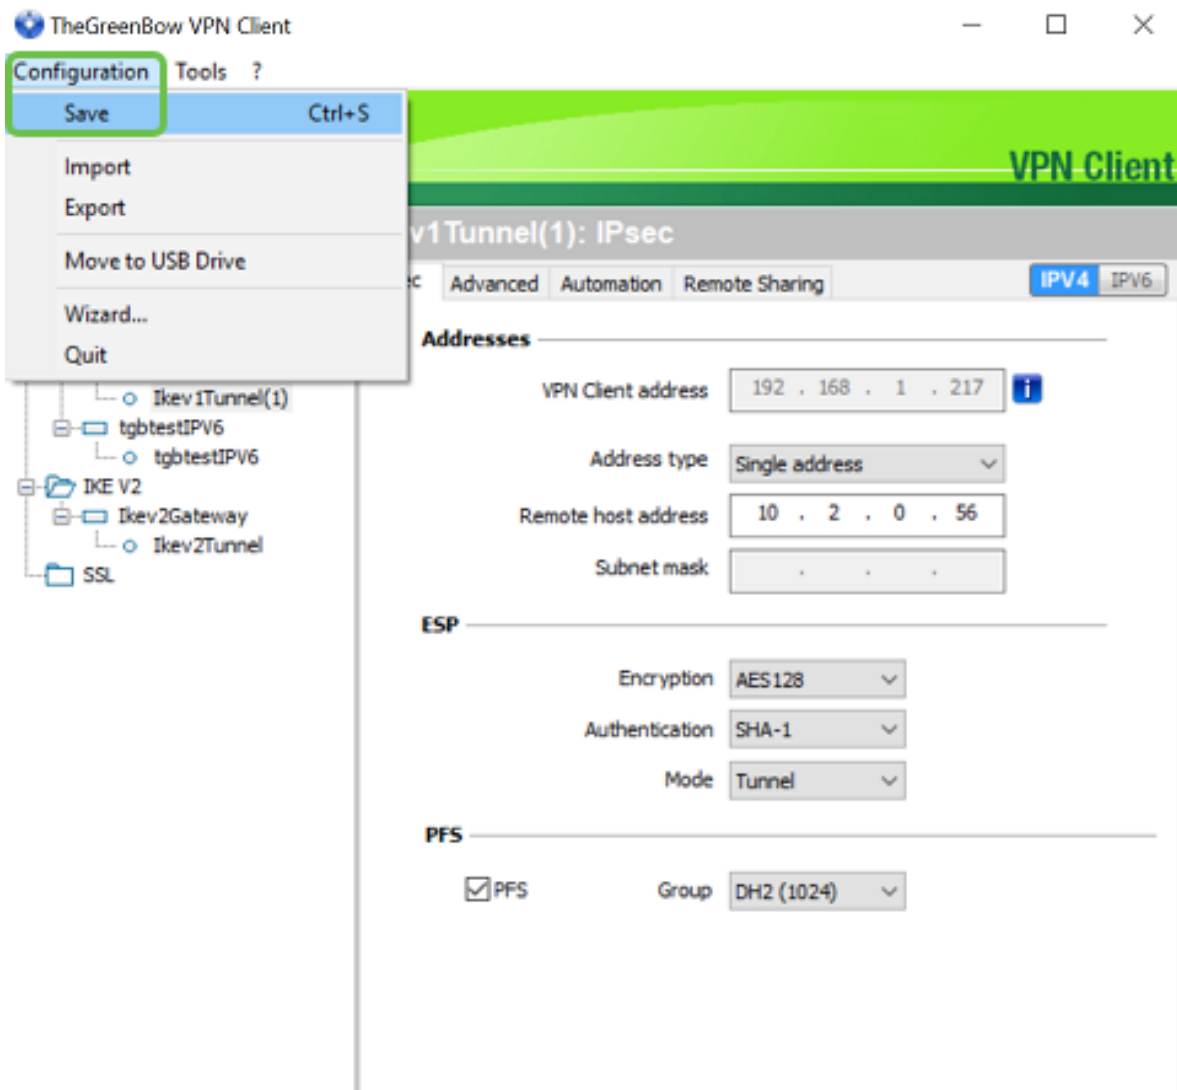 TheGreenBow VPN Client
Configuration Tools ?
Save Ctrl+S
Import
Export
Move to USB Drive
Wizard...
Quit
VPN Client
v1Tunnel(1): IPsec
ec Advanced Automation Remote Sharing IPV4 IPV6
Ikev1Tunnel(1)
tgbtestIPV6
tgbtestIPV6
IKE V2
Ikev2Gateway
Ikev2Tunnel
SSL
Addresses
VPN Client address 192 . 168 . 1 . 217 i
Address type Single address
Remote host address 10 . 2 . 0 . 56
Subnet mask . . .
ESP
Encryption AES128
Authentication SHA-1
Mode Tunnel
PFS
PFS Group DH2 (1024)